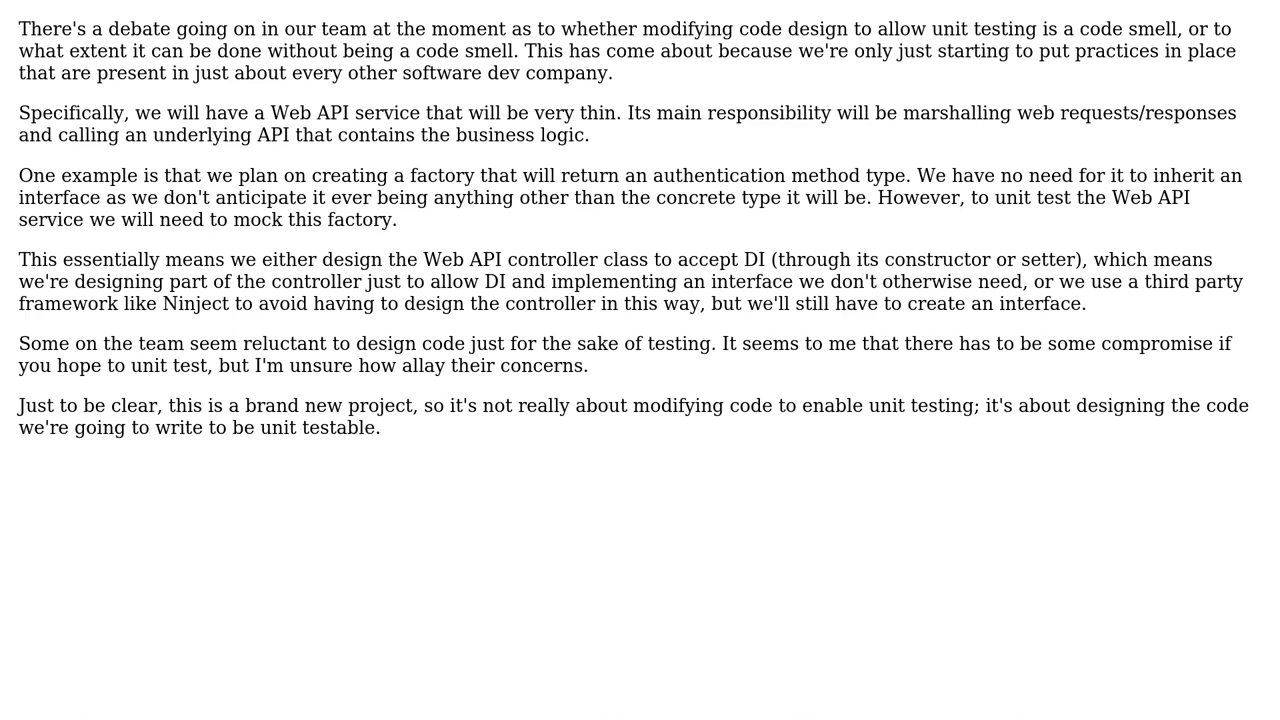 There's a debate going on in our team at the moment as to whether modifying code design to allow unit testing is a code smell, or to
what extent it can be done without being a code smell. This has come about because we're only just starting to put practices in place
that are present in just about every other software dev company.
Specifically, we will have a Web API service that will be very thin. Its main responsibility will be marshalling web requests/responses
and calling an underlying API that contains the business logic.
One example is that we plan on creating a factory that will return an authentication method type. We have no need for it to inherit an
interface as we don't anticipate it ever being anything other than the concrete type it will be. However, to unit test the Web API
service we will need to mock this factory.
This essentially means we either design the Web API controller class to accept DI (through its constructor or setter), which means
we're designing part of the controller just to allow DI and implementing an interface we don't otherwise need, or we use a third party
framework like Ninject to avoid having to design the controller in this way, but we'll still have to create an interface.
Some on the team seem reluctant to design code just for the sake of testing. It seems to me that there has to be some compromise if
you hope to unit test, but I'm unsure how allay their concerns.
Just to be clear, this is a brand new project, so it's not really about modifying code to enable unit testing; it's about designing the code
we're going to write to be unit testable.